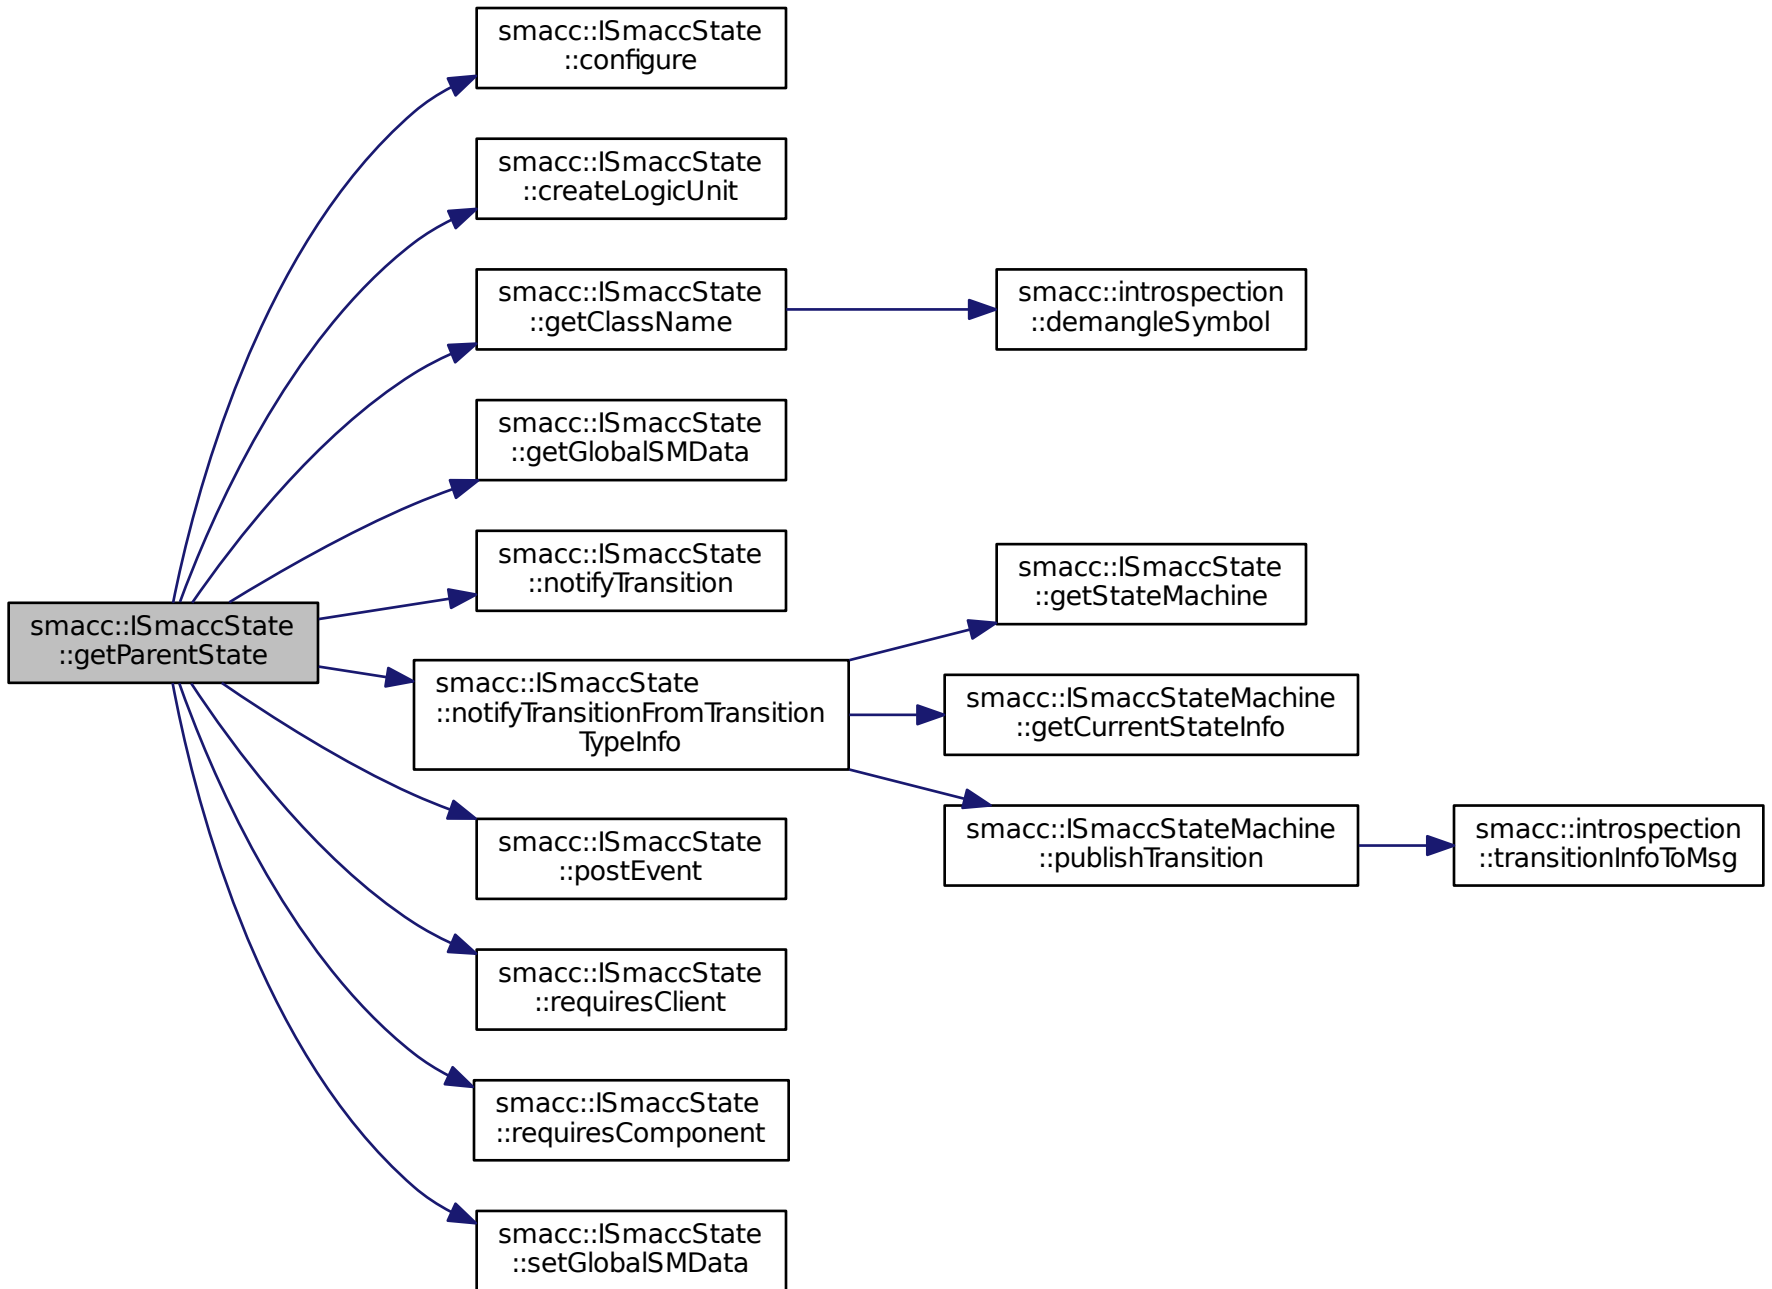 smacc::ISmaccState
::configure
smacc::ISmaccState
::createLogicUnit
smacc::ISmaccState
::getClassName
smacc::introspection
::demangleSymbol
smacc::ISmaccState
::getGlobalSMData
smacc::ISmaccState
::notifyTransition
smacc::ISmaccState
::getStateMachine
smacc::ISmaccState
::getParentState
smacc::ISmaccState
::notifyTransitionFromTransition
TypeInfo
smacc::ISmaccStateMachine
::getCurrentStateInfo
smacc::ISmaccState
::postEvent
smacc::ISmaccStateMachine
::publishTransition
smacc::introspection
::transitionInfoToMsg
smacc::ISmaccState
::requiresClient
smacc::ISmaccState
::requiresComponent
smacc::ISmaccState
::setGlobalSMData